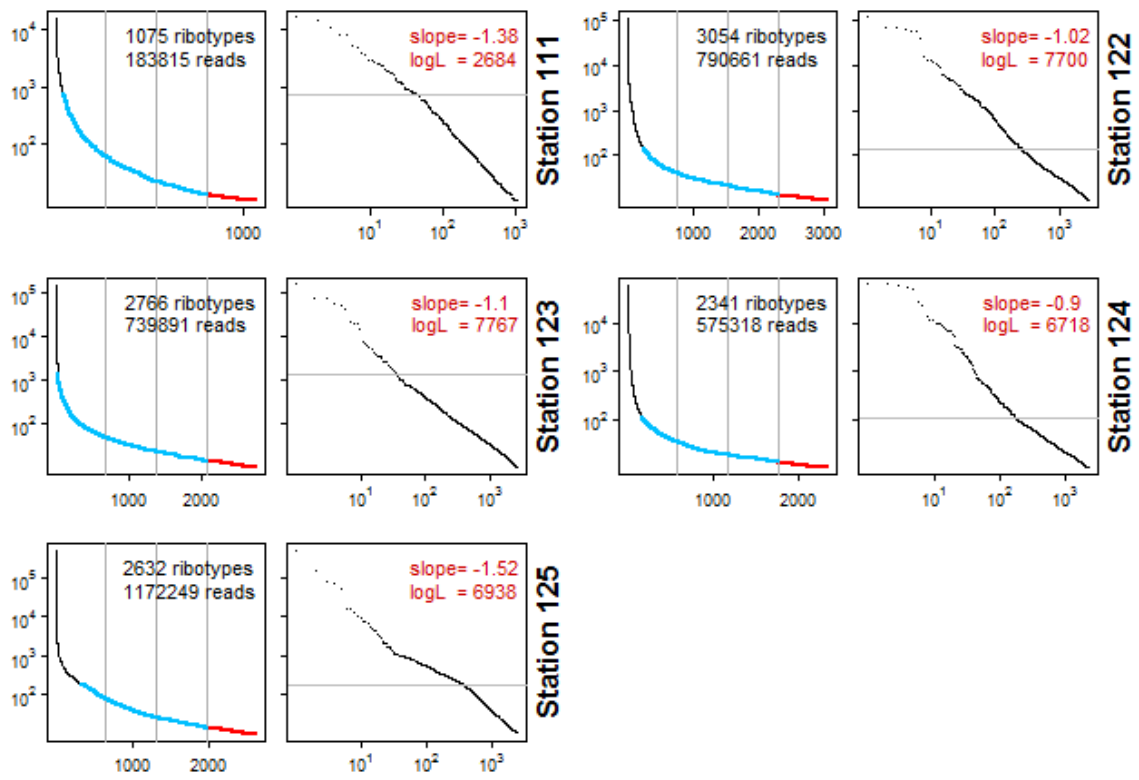 10^4
10^3
10^2
1075 ribotypes
183815 reads
1000
slope= -1.38
logL = 2684
10^1 10^2 10^3
Station 111
10^5
10^4
10^3
10^2
3054 ribotypes
790661 reads
1000 2000 3000
slope= -1.02
logL = 7700
10^1 10^3
Station 122
10^5
10^4
10^3
10^2
2766 ribotypes
739891 reads
1000 2000
slope= -1.1
logL = 7767
10^1 10^2 10^3
Station 123
10^4
10^3
10^2
2341 ribotypes
575318 reads
1000 2000
slope= -0.9
logL = 6718
10^1 10^2 10^3
Station 124
10^5
10^4
10^3
10^2
2632 ribotypes
1172249 reads
1000 2000
slope= -1.52
logL = 6938
10^1 10^2 10^3
Station 125